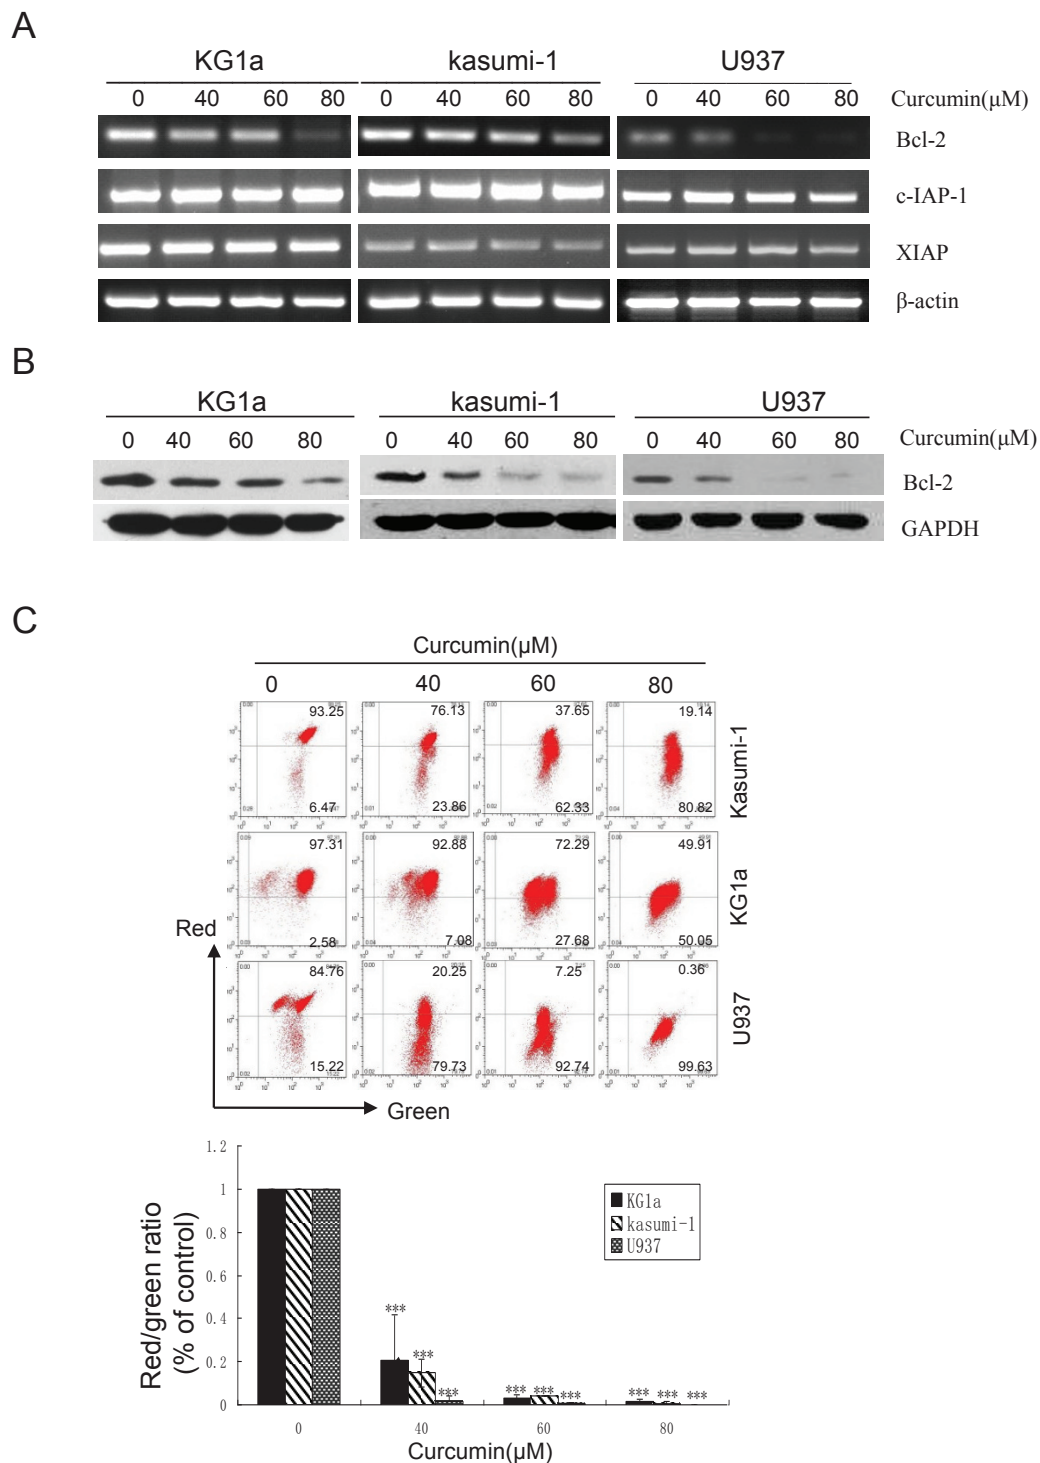 A
KG1a kasumi-1 U937
0 40 60 80 0 40 60 80 0 40 60 80 Curcumin(μM)
Bcl-2
c-IAP-1
XIAP
β-actin
B
KG1a kasumi-1 U937
0 40 60 80 0 40 60 80 0 40 60 80 Curcumin(μM)
Bcl-2
GAPDH
C
Curcumin(μM)
0 40 60 80
93.25 76.13 37.65 19.14
Kasumi-1
6.47 23.86 62.33 80.82
97.31 92.88 72.29 49.91
KG1a
2.58 7.08 27.68 50.05
Red
84.76 20.25 7.25 0.36
U937
15.22 79.73 92.74 99.63
Green
Red/green ratio
(% of control)
1.2
1
0.8
0.6
0.4
0.2
0
KG1a
kasumi-1
U937
*** *** *** *** *** *** *** *** ***
0 40 60 80
Curcumin(μM)